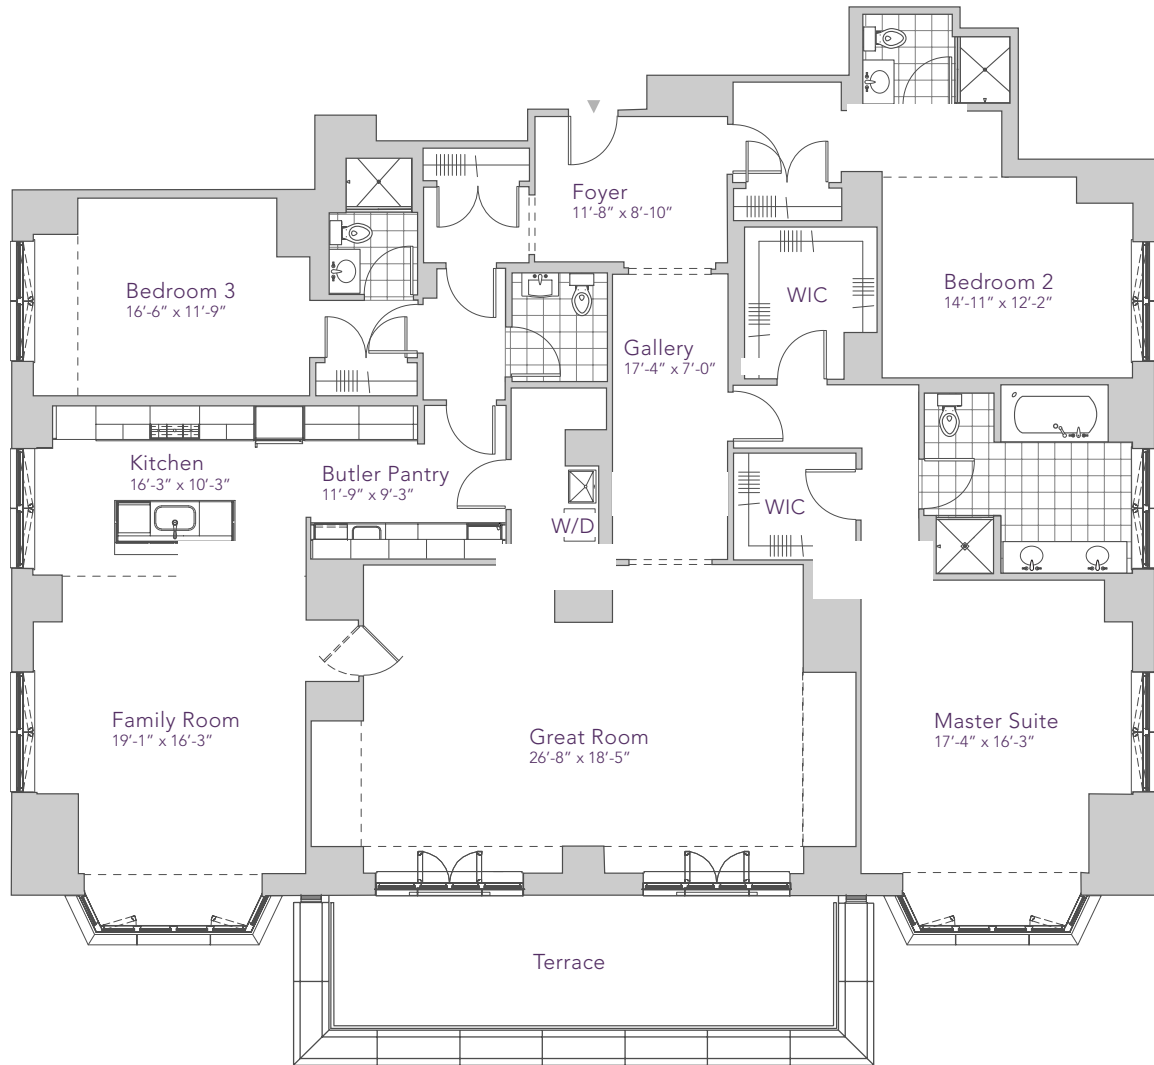 Foyer
11'-8" x 8'-10"
Bedroom 3
16'-6" x 11'-9"
WIC
Bedroom 2
14'-11" x 12'-2"
Gallery
17'-4" x 7'-0"
Kitchen
16'-3" x 10'-3"
Butler Pantry
11'-9" x 9'-3"
WIC
W/D
Family Room
19'-1" x 16'-3"
Great Room
26'-8" x 18'-5"
Master Suite
17'-4" x 16'-3"
Terrace